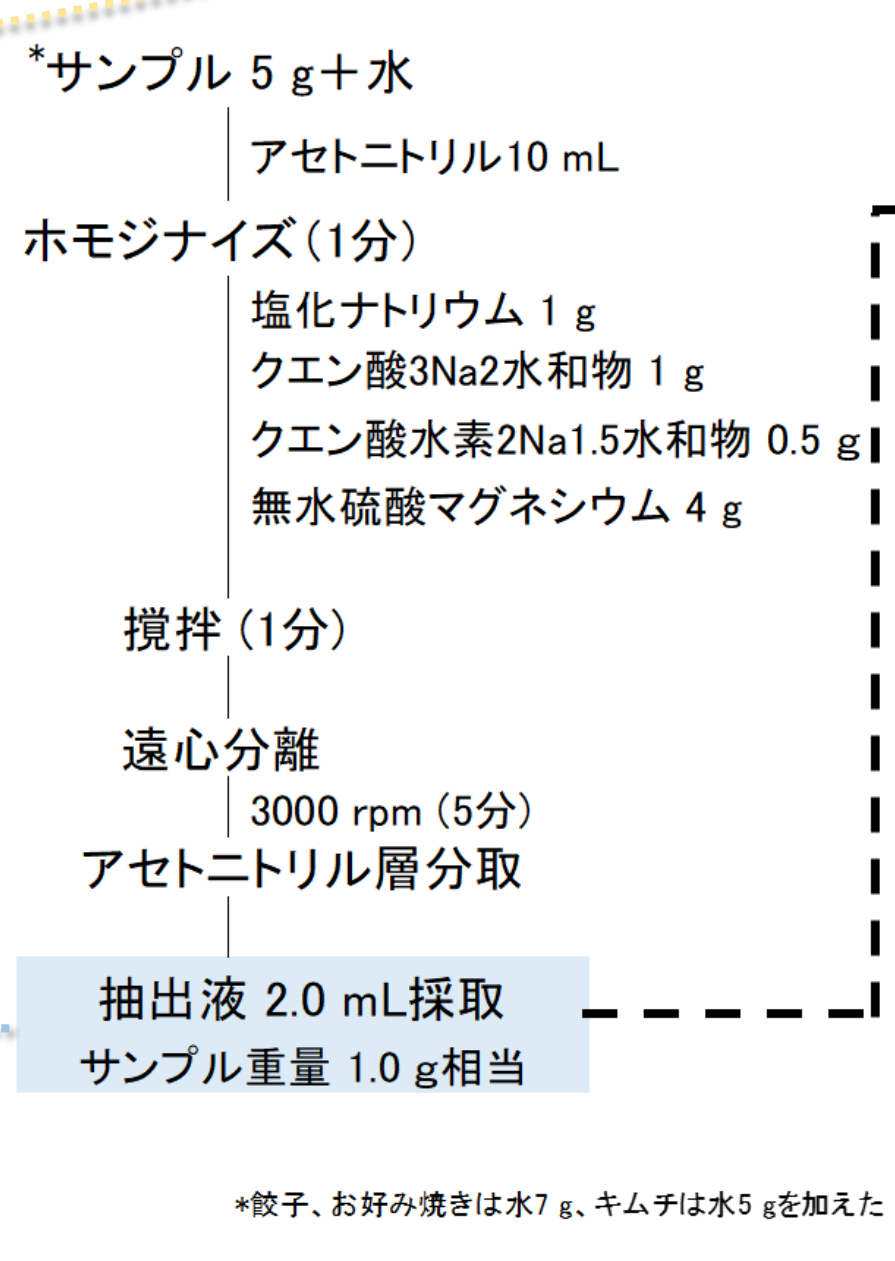 *サンプル 5 g＋水
アセトニトリル10 mL
ホモジナイズ(1分)
塩化ナトリウム 1 g
クエン酸3Na2水和物 1 g
クエン酸水素2Na1.5水和物 0.5 g
無水硫酸マグネシウム 4 g
撹拌(1分)
遠心分離
3000 rpm (5分)
アセトニトリル層分取
抽出液 2.0 mL採取
サンプル重量 1.0 g相当
*餃子、お好み焼きは水7 g、キムチは水5 gを加えた